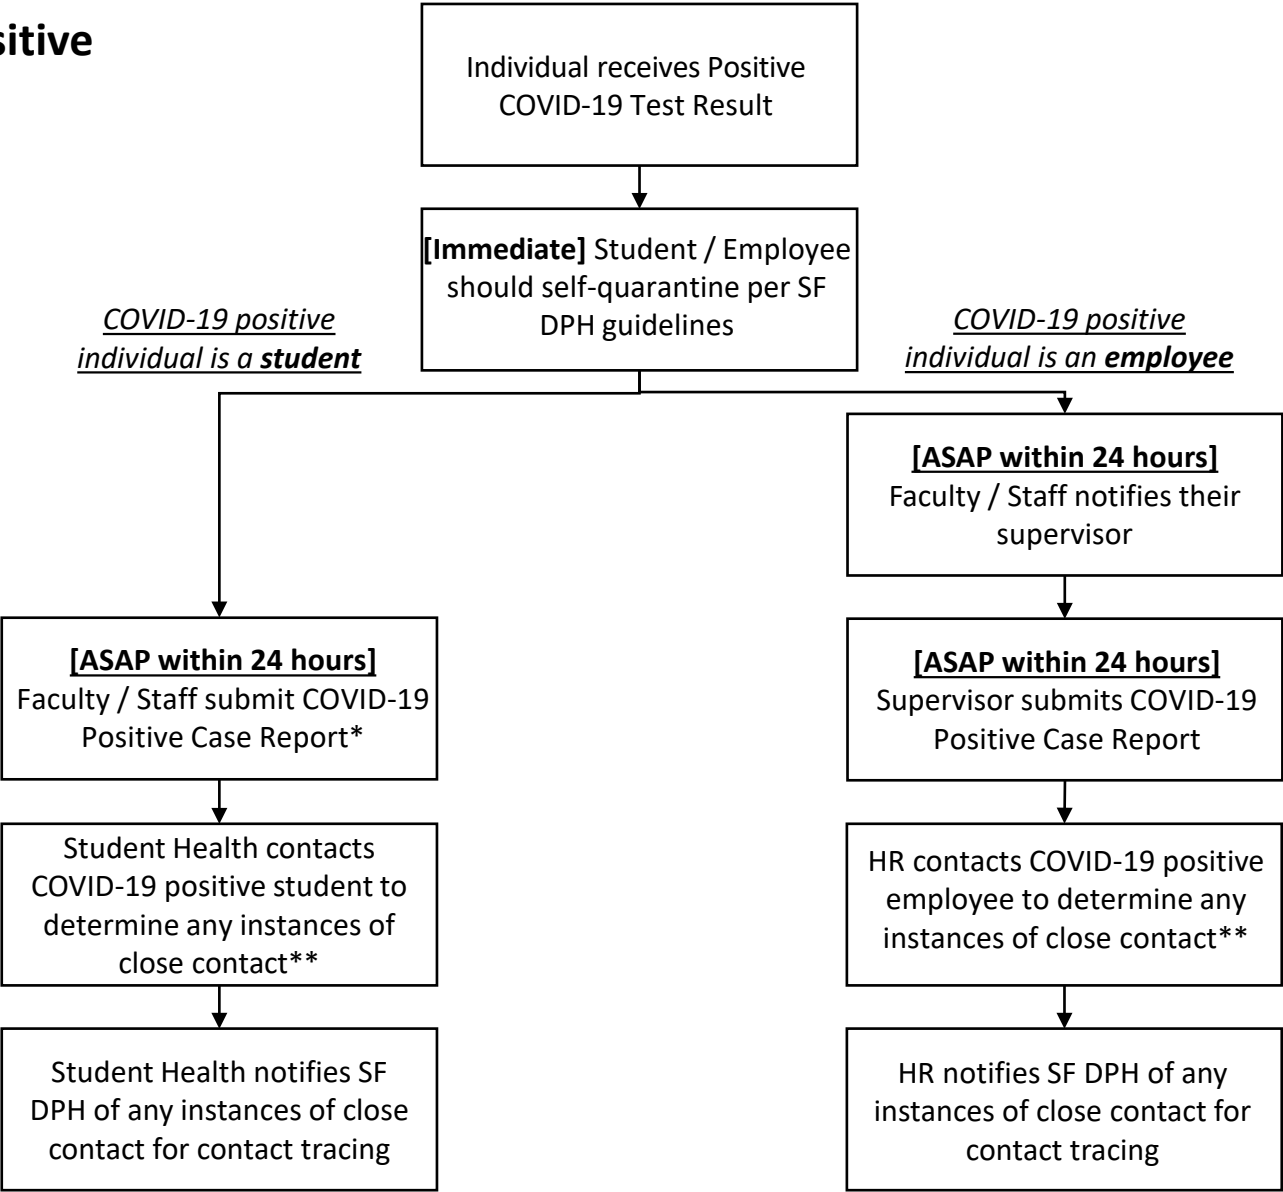 sitive
Individual receives Positive
COVID-19 Test Result
[Immediate] Student / Employee
should self-quarantine per SF
DPH guidelines
COVID-19 positive
individual is a student
COVID-19 positive
individual is an employee
[ASAP within 24 hours]
Faculty / Staff notifies their
supervisor
[ASAP within 24 hours]
Faculty / Staff submit COVID-19
Positive Case Report*
[ASAP within 24 hours]
Supervisor submits COVID-19
Positive Case Report
Student Health contacts
COVID-19 positive student to
determine any instances of
close contact**
HR contacts COVID-19 positive
employee to determine any
instances of close contact**
Student Health notifies SF
DPH of any instances of close
contact for contact tracing
HR notifies SF DPH of any
instances of close contact for
contact tracing